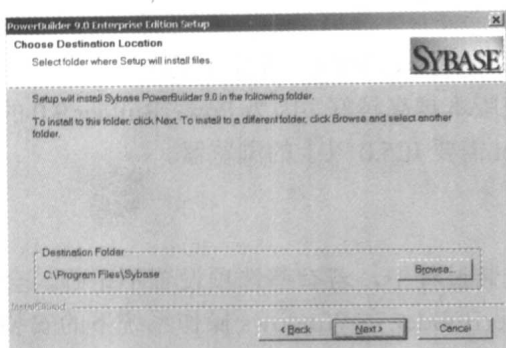 PowerBuilder 9.0 Enterprise Edition Setup
Choose Destination Location
Select folder where Setup will install files.
SYBASE
Setup will install Sybase PowerBuilder 9.0 in the following folder.
To install to this folder, click Next. To install to a different folder, click Browse and select another
folder.
Destination Folder
C:\Program Files\Sybase
Browse...
InstallShield
< Back
Next >
Cancel